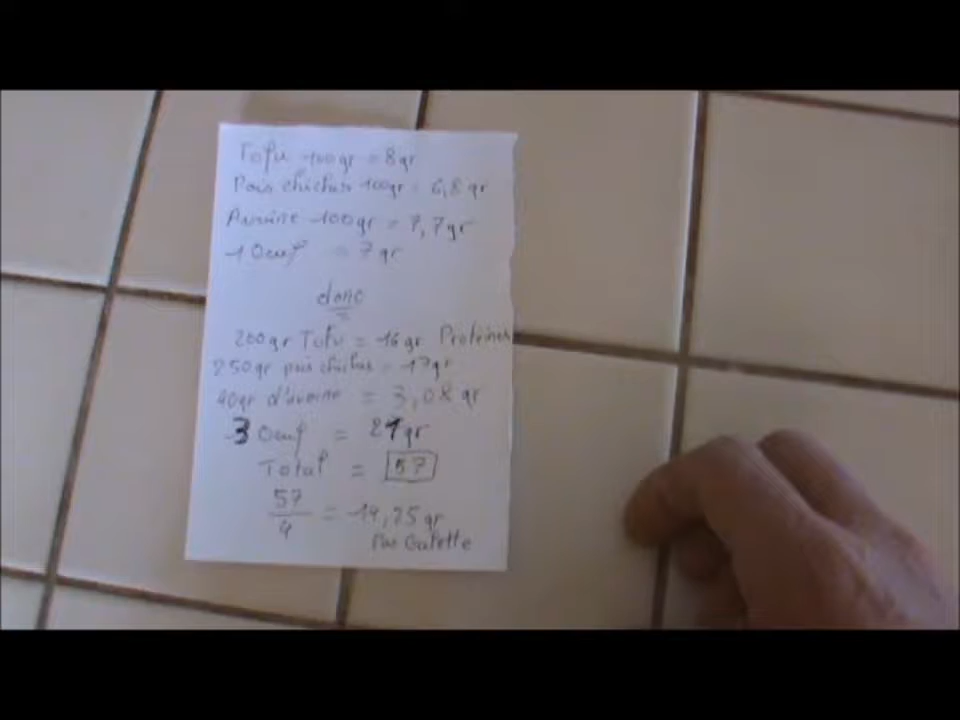 Tofu 100gr = 8gr
Pois chiches 100gr = 6,8 gr
Avoine 100gr = 7,7gr
1 Oeuf = 7gr
donc
200gr Tofu = 16gr Protéines
250gr pois chiches = 17gr
40gr d'avoine = 3,08 gr
3 Oeuf = 21gr
Total = 57
57
4 = 14,25gr
Par Galette